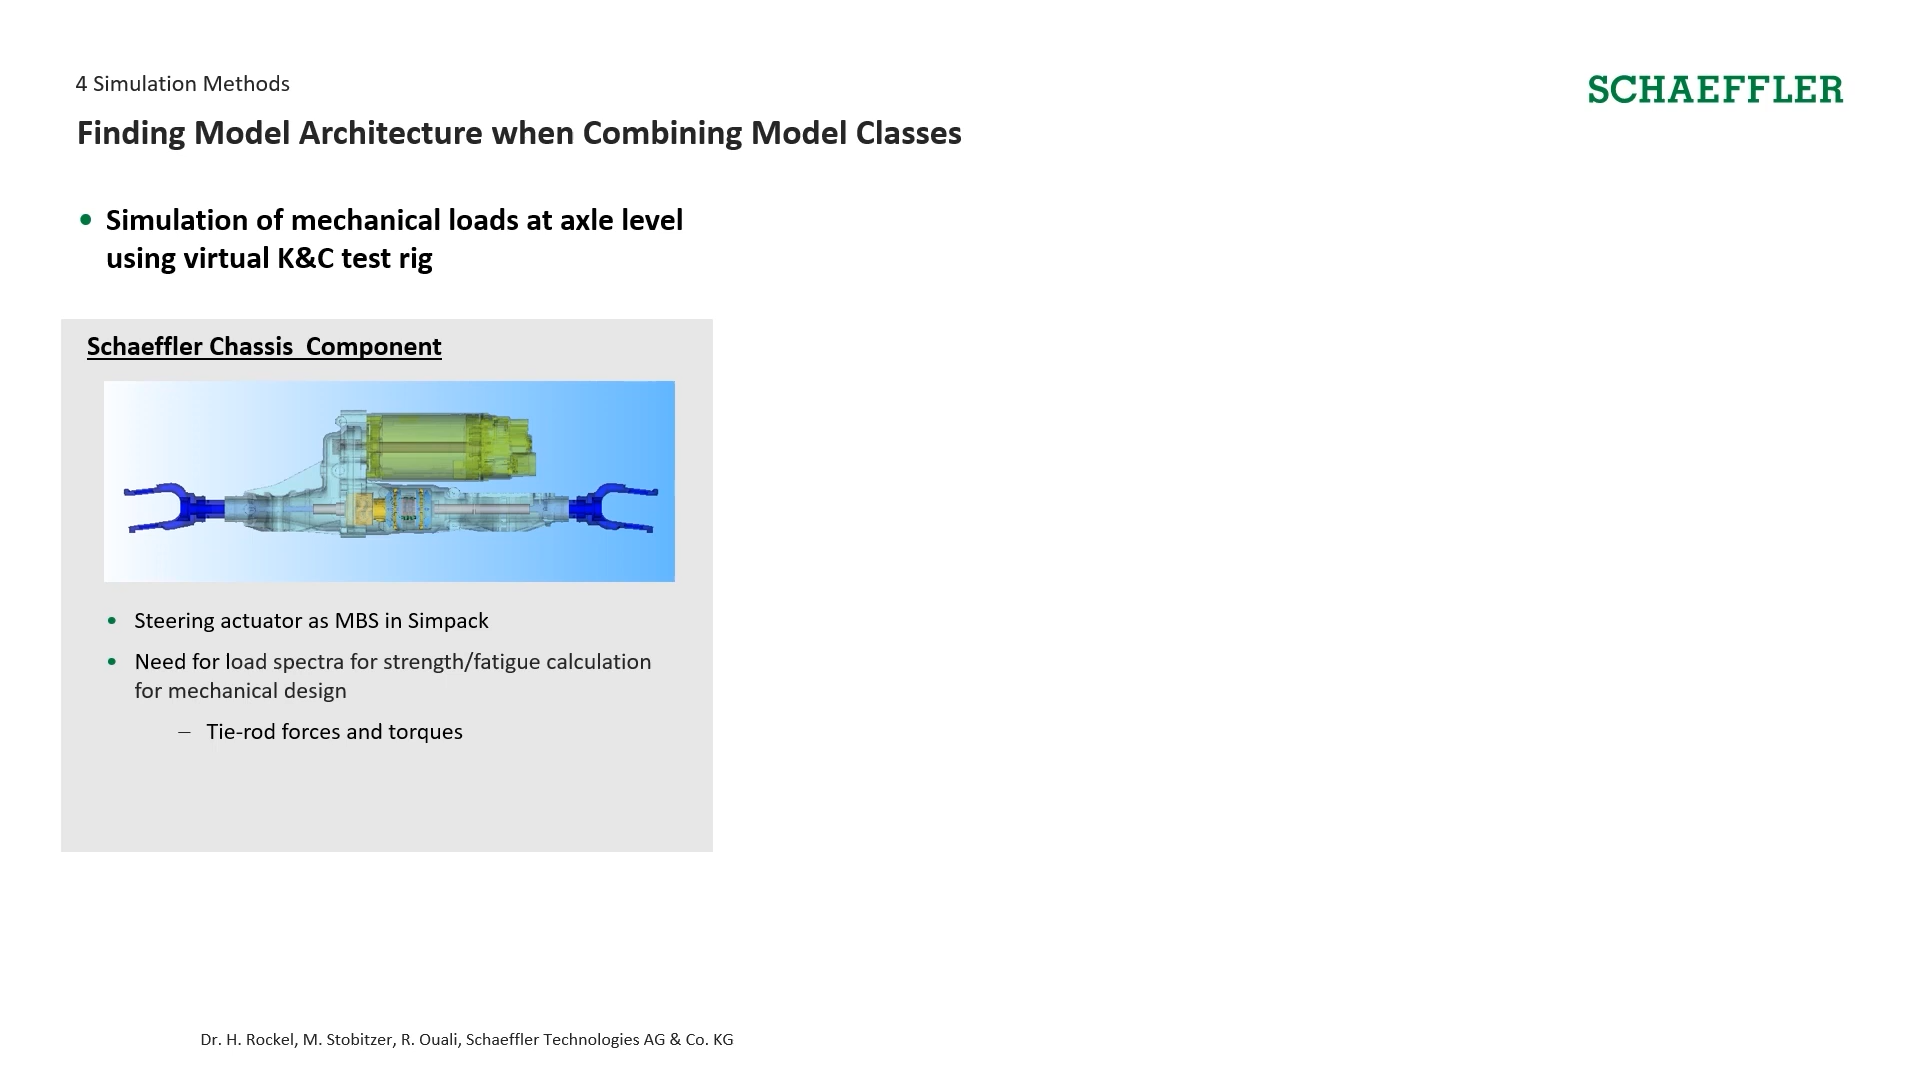 4 Simulation Methods
SCHAEFFLER
Finding Model Architecture when Combining Model Classes
• Simulation of mechanical loads at axle level
using virtual K&C test rig
Schaeffler Chassis  Component
• Steering actuator as MBS in Simpack
• Need for load spectra for strength/fatigue calculation
for mechanical design
– Tie-rod forces and torques
Dr. H. Rockel, M. Stobitzer, R. Ouali, Schaeffler Technologies AG & Co. KG